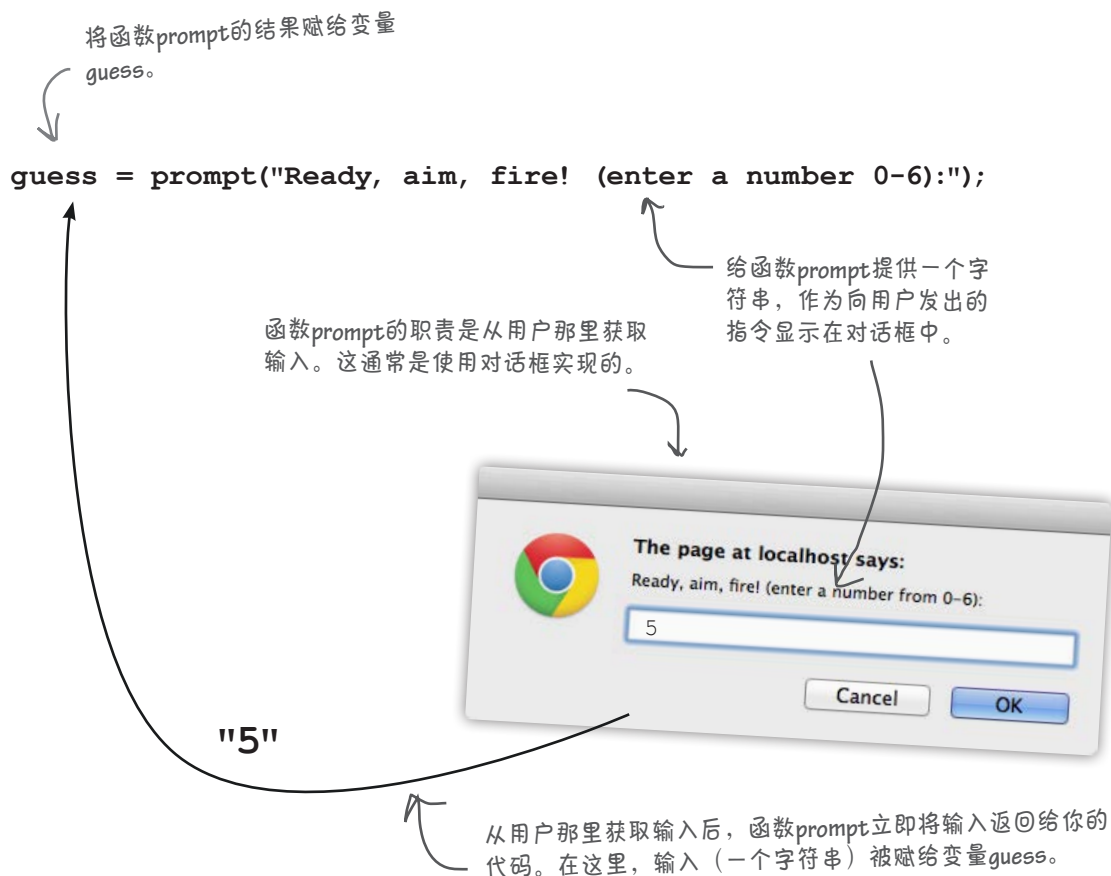 将函数prompt的结果赋给变量
guess。
guess = prompt("Ready, aim, fire! (enter a number 0-6):");
给函数prompt提供一个字
符串，作为向用户发出的
指令显示在对话框中。
函数prompt的职责是从用户那里获取
输入。这通常是使用对话框实现的。
The page at localhost says:
Ready, aim, fire! (enter a number from 0-6):
5
Cancel
OK
"5"
从用户那里获取输入后，函数prompt立即将输入返回给你的
代码。在这里，输入（一个字符串）被赋给变量guess。